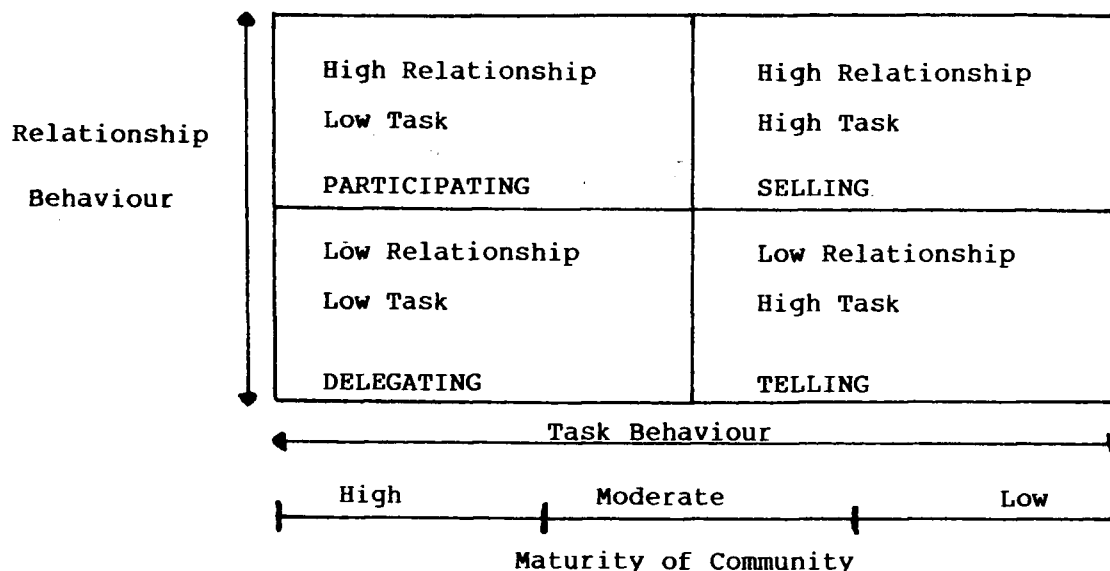 High Relationship
Low Task
PARTICIPATING
High Relationship
High Task
SELLING
Relationship
Behaviour
Low Relationship
Low Task
DELEGATING
Low Relationship
High Task
TELLING
Task Behaviour
High Moderate Low
Maturity of Community